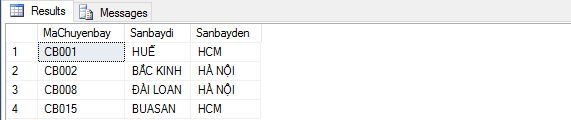 Results Messages
MaChuyenbay Sanbaydi Sanbayden
1 CB001 HUẾ HCM
2 CB002 BẮC KINH HÀ NỘI
3 CB008 ĐÀI LOAN HÀ NỘI
4 CB015 BUASAN HCM